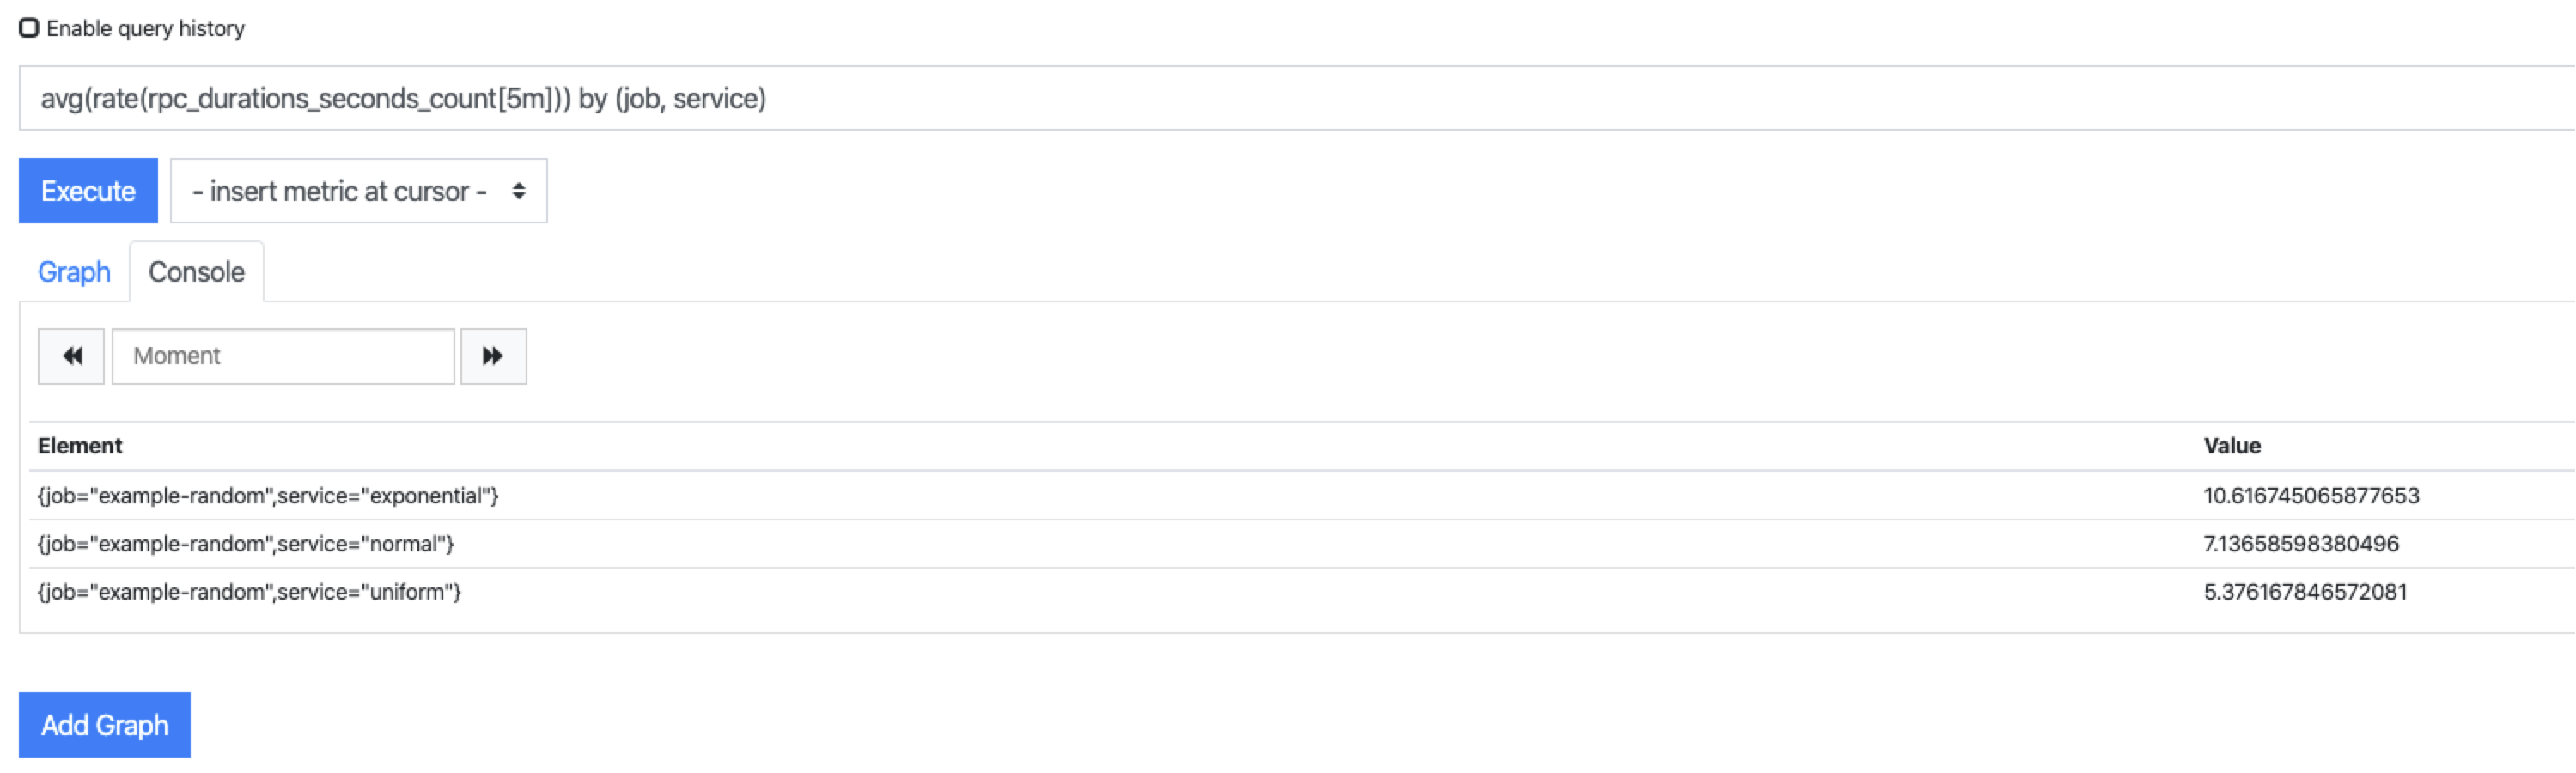 Enable query history
avg(rate(rpc_durations_seconds_count[5m])) by (job, service)
Execute - insert metric at cursor -
Graph Console
Moment
Element Value
{job="example-random",service="exponential"} 10.616745065877653
{job="example-random",service="normal"} 7.13658598380496
{job="example-random",service="uniform"} 5.376167846572081
Add Graph